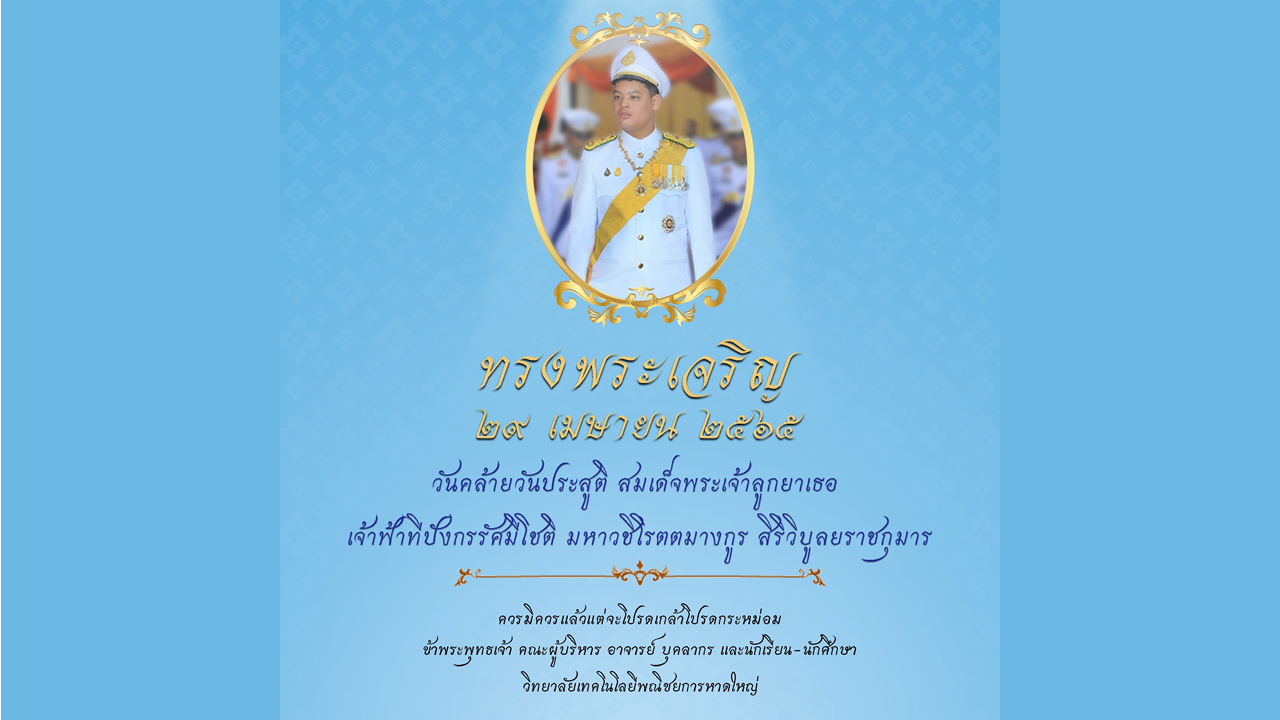 ทรงพระเจริญ
๒๙ เมษายน ๒๕๖๕
วันคล้ายวันประสูติ สมเด็จพระเจ้าลูกยาเธอ
เจ้าฟ้าทีปังกรรัศมีโชติ มหาวชิโรตตมางกูร สิริวิบูลยราชกุมาร
ควรมิควรแล้วแต่จะโปรดเกล้าโปรดกระหม่อม
ข้าพระพุทธเจ้า คณะผู้บริหาร อาจารย์ บุคลากร และนักเรียน-นักศึกษา
วิทยาลัยเทคโนโลยีพณิชยการหาดใหญ่